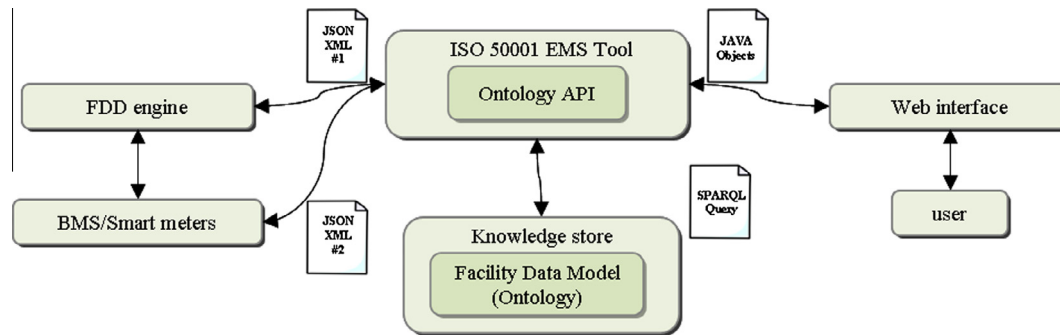 JSON
XML
#1
ISO 50001 EMS Tool
Ontology API
JAVA
Objects
FDD engine
Web interface
BMS/Smart meters
JSON
XML
#2
SPARQL
Query
user
Knowledge store
Facility Data Model
(Ontology)